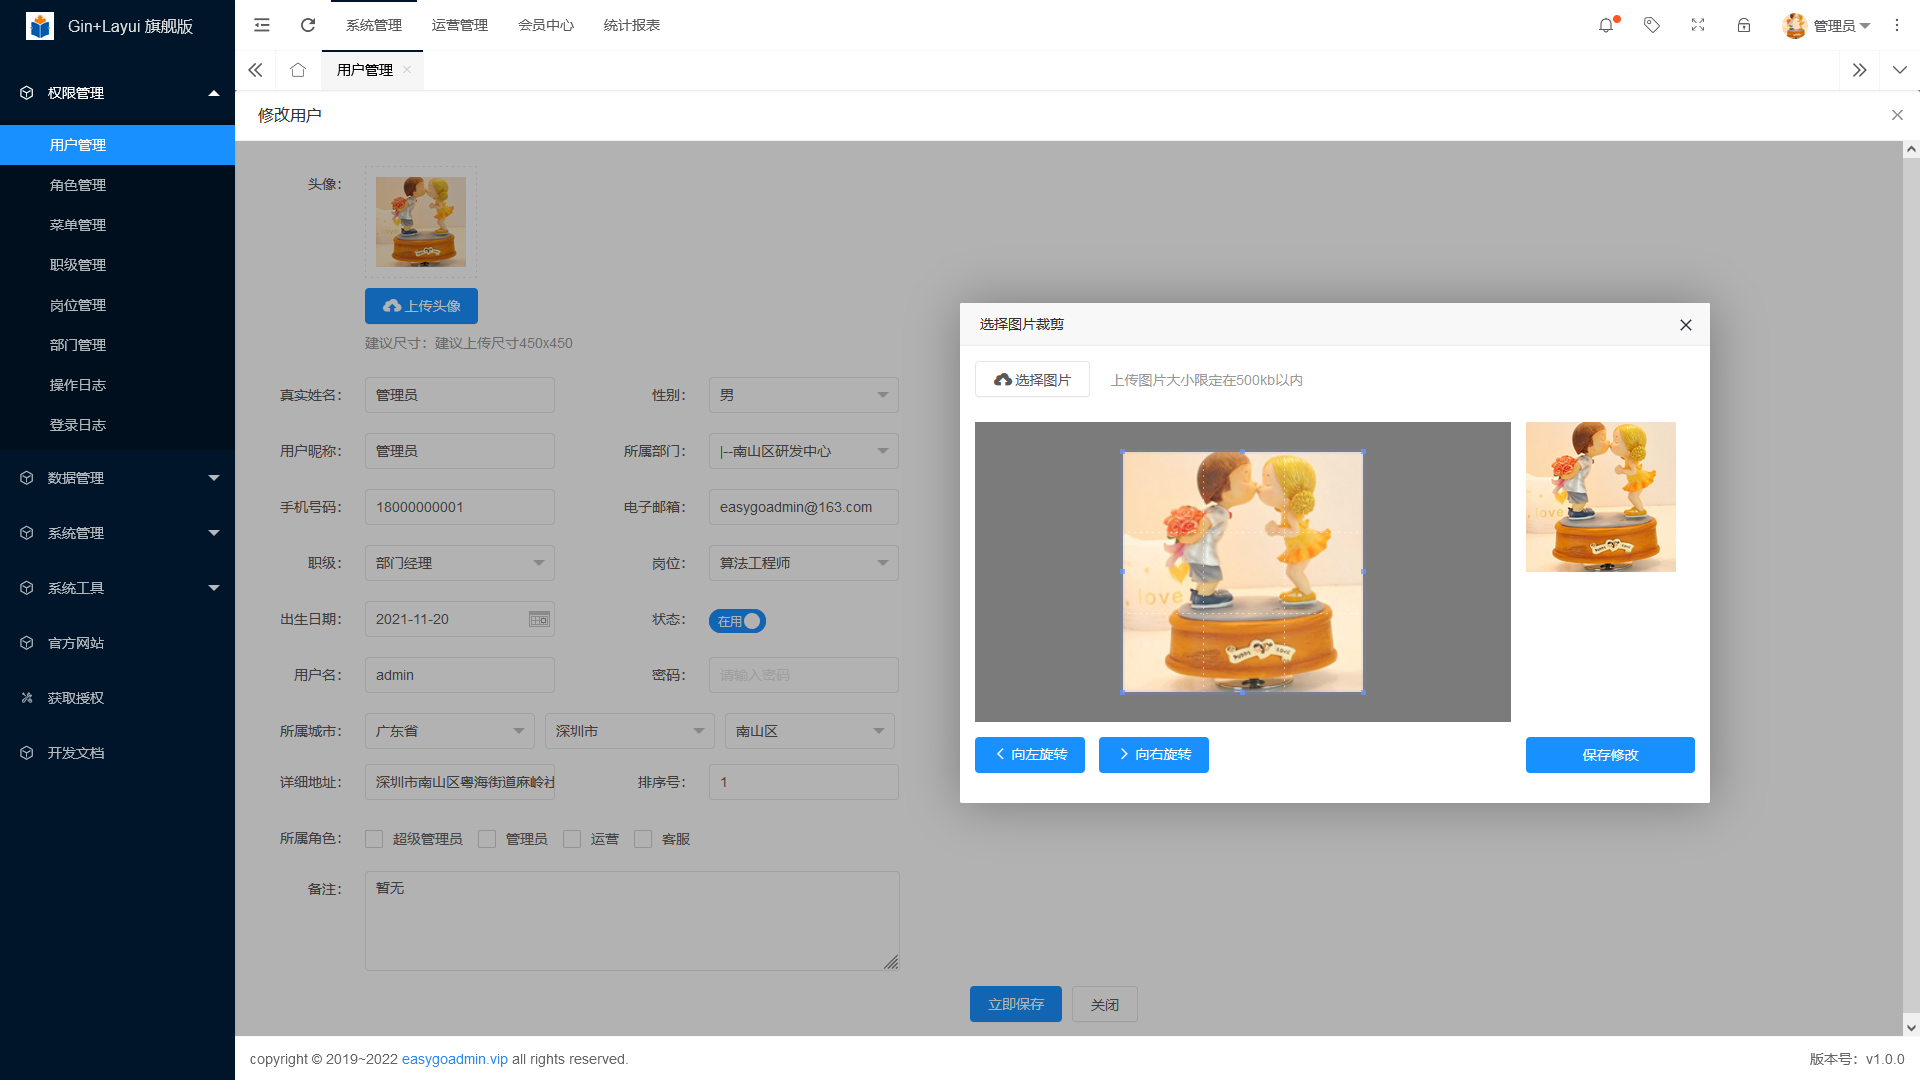 Gin+Layui 旗舰版
系统管理 运营管理 会员中心 统计报表 管理员
用户管理
权限管理
用户管理
角色管理
菜单管理
职级管理
岗位管理
部门管理
操作日志
登录日志
数据管理
系统管理
系统工具
官方网站
获取授权
开发文档
修改用户
头像：
上传头像
建议尺寸：建议上传尺寸450x450
真实姓名： 管理员 性别： 男
用户昵称： 管理员 所属部门： |--南山区研发中心
手机号码： 18000000001 电子邮箱： easygoadmin@163.com
职级： 部门经理 岗位： 算法工程师
出生日期： 2021-11-20 状态： 在用
用户名： admin 密码： 请输入密码
所属城市： 广东省 深圳市 南山区
详细地址： 深圳市南山区粤海街道麻岭社 排序号： 1
所属角色： 超级管理员 管理员 运营 客服
备注： 暂无
立即保存 关闭
选择图片裁剪
选择图片 上传图片大小限定在500kb以内
love
向左旋转 向右旋转 保存修改
copyright © 2019~2022 easygoadmin.vip all rights reserved.
版本号：v1.0.0